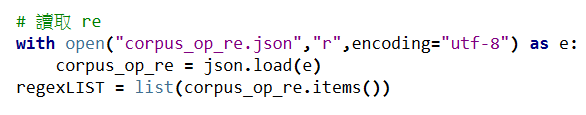 # 讀取 re
with open("corpus_op_re.json","r",encoding="utf-8") as e:
    corpus_op_re = json.load(e)
regexLIST = list(corpus_op_re.items())